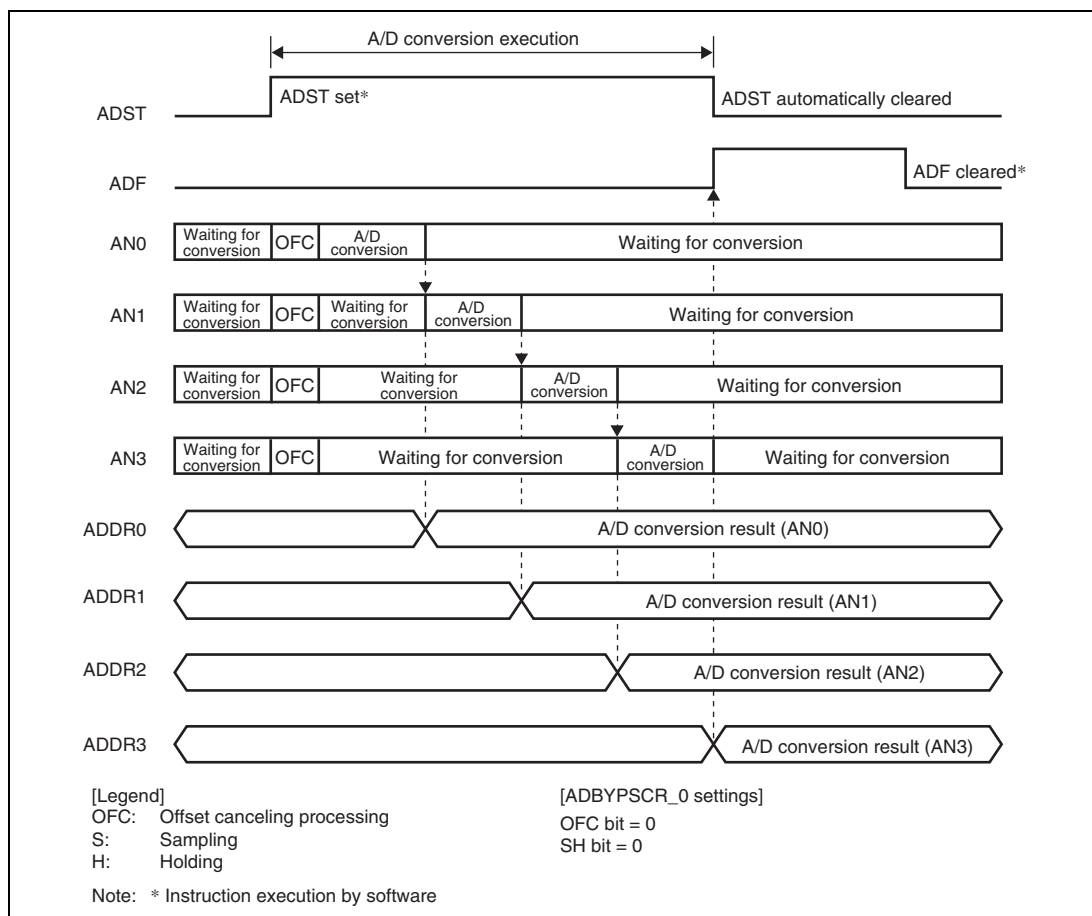 A/D conversion execution
ADST
ADST set*
ADST automatically cleared
ADF
ADF cleared*
AN0
Waiting for
conversion
OFC
A/D
conversion
Waiting for conversion
AN1
Waiting for
conversion
OFC
Waiting for
conversion
A/D
conversion
Waiting for conversion
AN2
Waiting for
conversion
OFC
Waiting for
conversion
A/D
conversion
Waiting for conversion
AN3
Waiting for
conversion
OFC
Waiting for conversion
A/D
conversion
Waiting for conversion
ADDR0
A/D conversion result (AN0)
ADDR1
A/D conversion result (AN1)
ADDR2
A/D conversion result (AN2)
ADDR3
A/D conversion result (AN3)
[Legend]
OFC: Offset canceling processing
S: Sampling
H: Holding
[ADBYPSCR_0 settings]
OFC bit = 0
SH bit = 0
Note: * Instruction execution by software